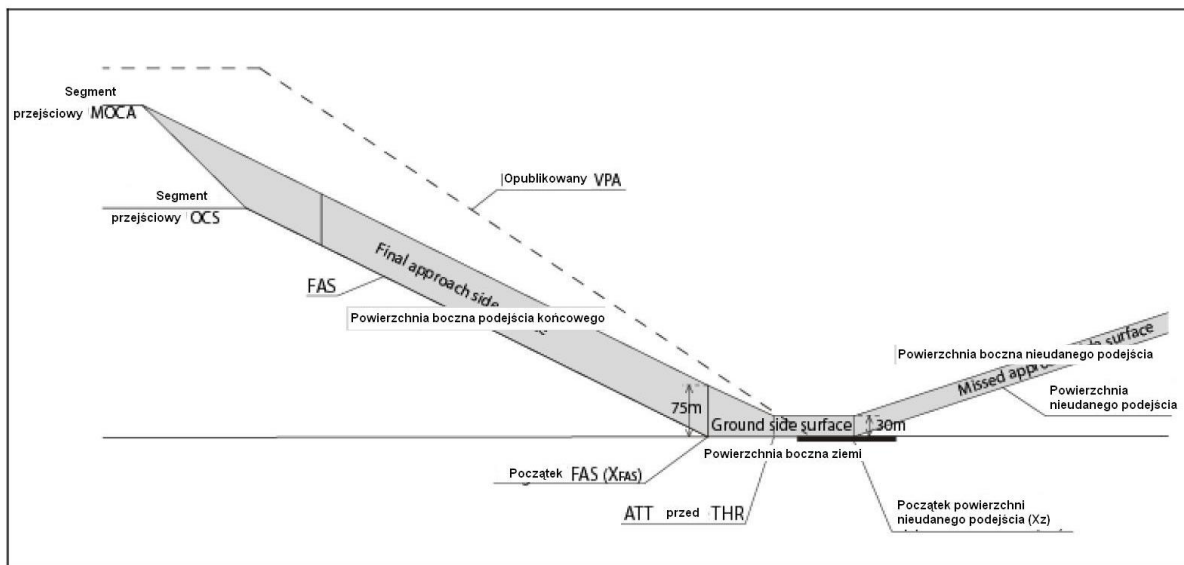 Segment
przejściowy MOCA
Opublikowany VPA
Segment
przejściowy OCS
FAS
Final approach side
Powierzchnia boczna podejścia końcowego
Powierzchnia boczna nieudanego podejścia
Missed surface
Powierzchnia
nieudanego podejścia
75m
Ground side surface
30m
Powierzchnia boczna ziemi
Początek FAS (XFAS)
ATT przed THR
Początek powierzchni
nieudanego podejścia (Xz)